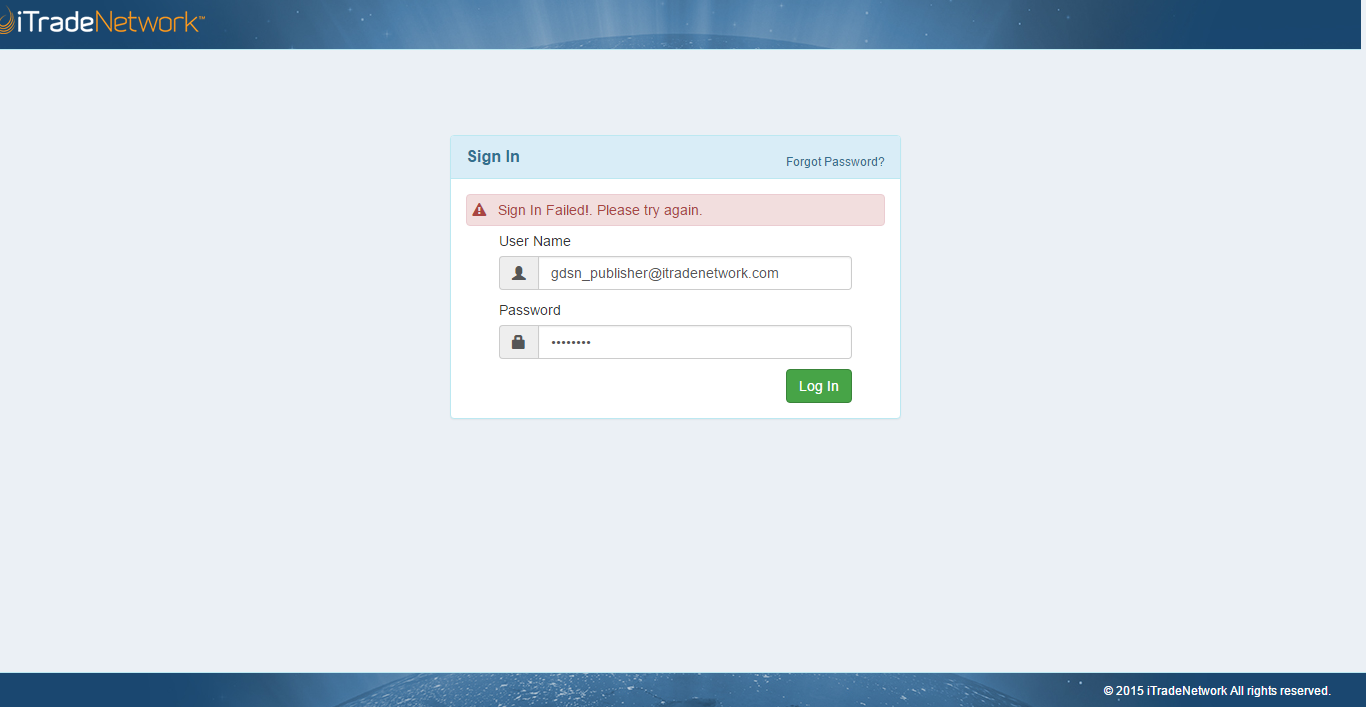 iTradeNetwork™
Sign In
Forgot Password?
Sign In Failed!. Please try again.
User Name
gdsn_publisher@itradenetwork.com
Password
••••••••
Log In
© 2015 iTradeNetwork All rights reserved.